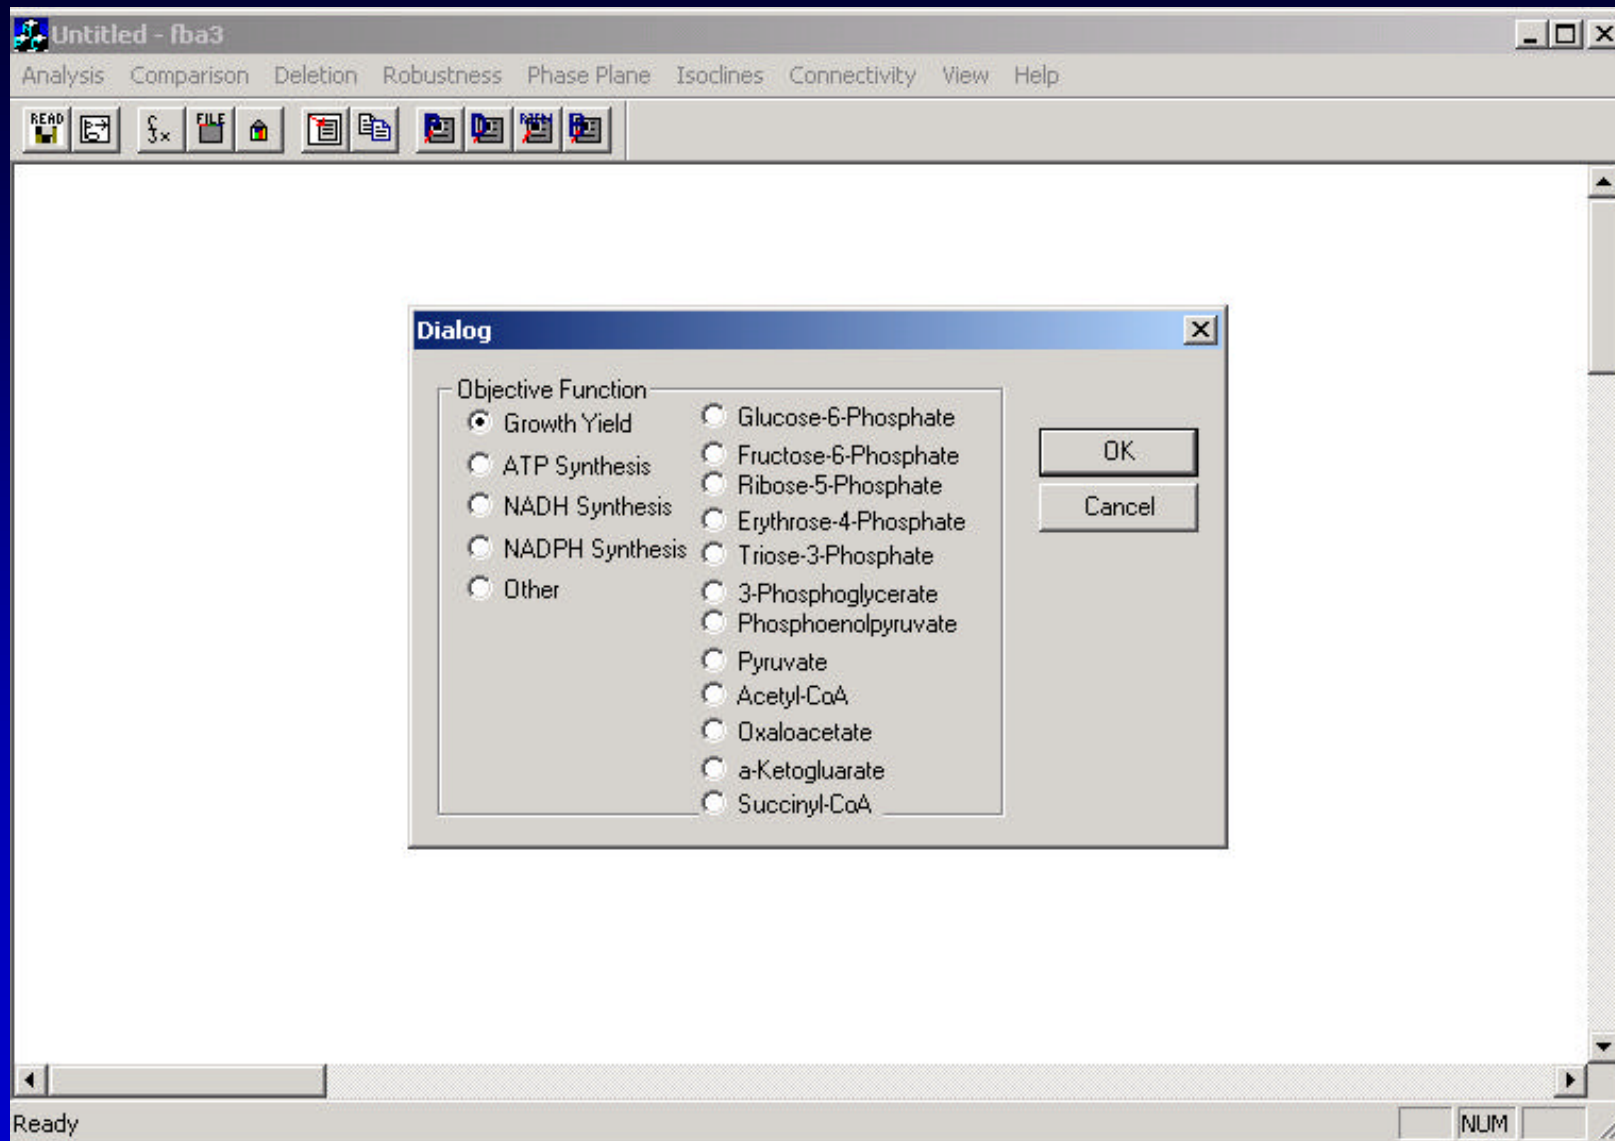 Untitled - fba3
Analysis Comparison Deletion Robustness Phase Plane Isoclines Connectivity View Help
READ
FILE
Dialog
Objective Function
Growth Yield
ATP Synthesis
NADH Synthesis
NADPH Synthesis
Other
Glucose-6-Phosphate
Fructose-6-Phosphate
Ribose-5-Phosphate
Erythrose-4-Phosphate
Triose-3-Phosphate
3-Phosphoglycerate
Phosphoenolpyruvate
Pyruvate
Acetyl-CoA
Oxaloacetate
a-Ketogluarate
Succinyl-CoA
OK
Cancel
Ready
NUM